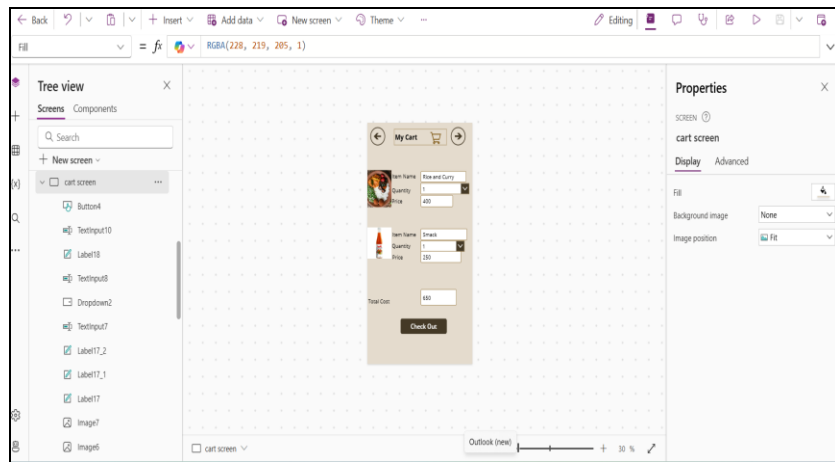 Back Insert Add data New screen Theme ... Editing
Fill = fx RGBA(228, 219, 205, 1)
Tree view
Screens Components
Search
New screen
cart screen ...
Button4
TextInput10
Label18
TextInput8
Dropdown2
TextInput7
Label17_2
Label17_1
Label17
Image7
Image6
My Cart
Item Name Rice and Curry
Quantity 1
Price 400
Item Name Smack
Quantity 1
Price 250
Total Cost 650
Check Out
cart screen
Outlook (new)
30 %
Properties
SCREEN
cart screen
Display Advanced
Fill
Background image None
Image position Fit